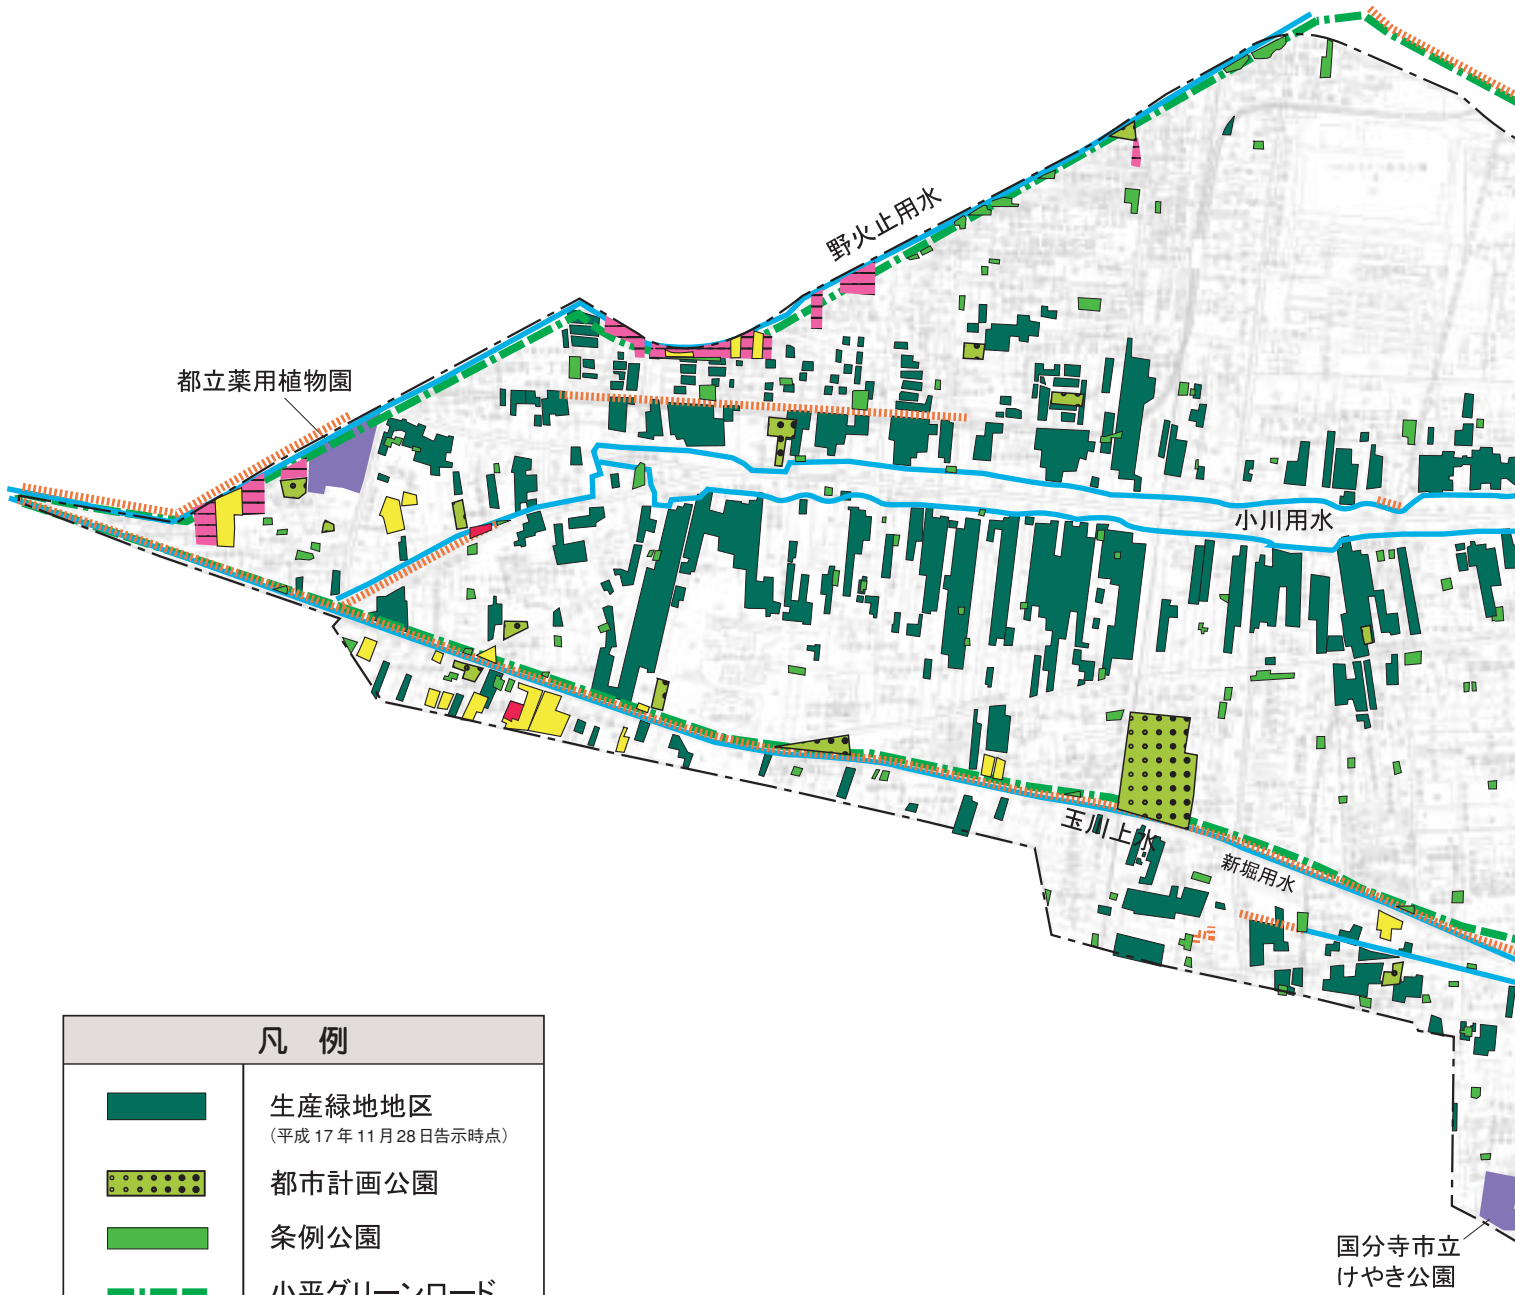 野火止用水
都立薬用植物園
小川用水
玉川上水
新堀用水
凡 例
生産緑地地区
（平成 17 年 11 月 28 日告示時点）
都市計画公園
条例公園
小平グリーンロード
国分寺市立
けやき公園